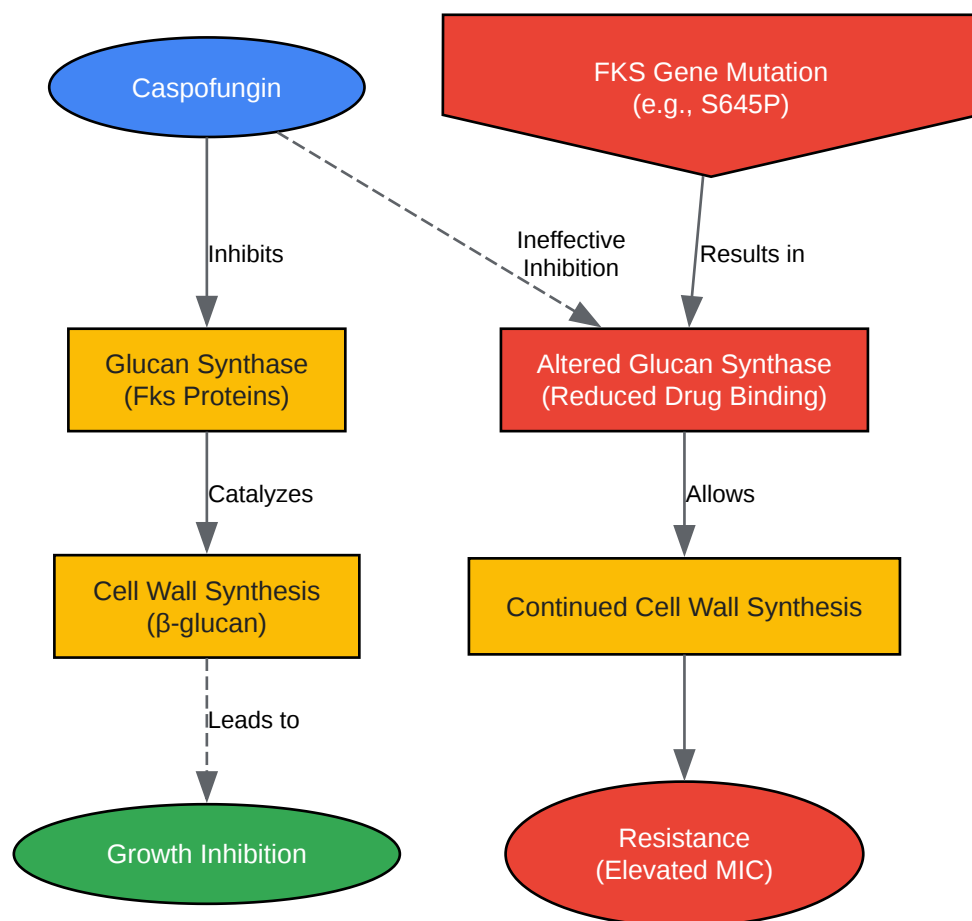 Caspofungin
FKS Gene Mutation
(e.g., S645P)
Inhibits
Ineffective
Inhibition
Results in
Glucan Synthase
(Fks Proteins)
Altered Glucan Synthase
(Reduced Drug Binding)
Catalyzes
Allows
Cell Wall Synthesis
(β-glucan)
Continued Cell Wall Synthesis
Leads to
Growth Inhibition
Resistance
(Elevated MIC)